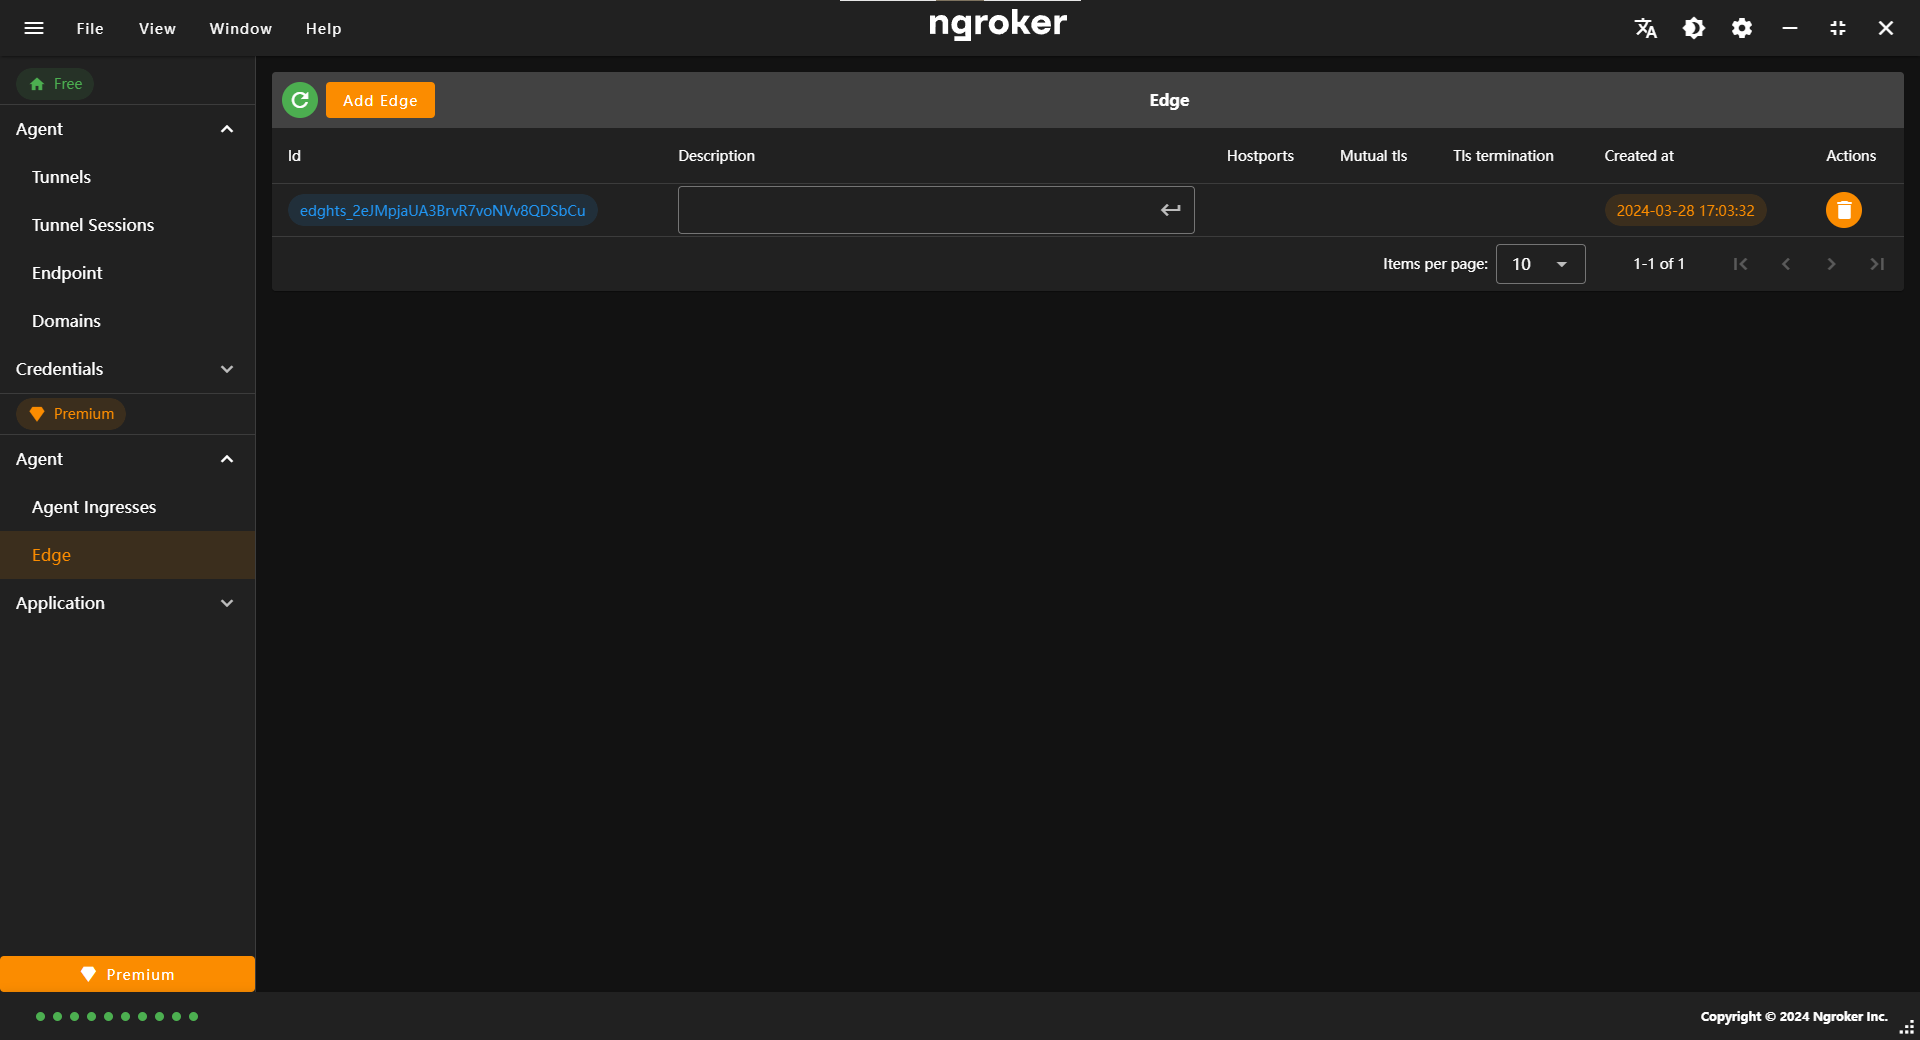 File View Window Help
ngroker
Free
Agent
Tunnels
Tunnel Sessions
Endpoint
Domains
Credentials
Premium
Agent
Agent Ingresses
Edge
Application
Premium
Add Edge
Edge
Id Description Hostports Mutual tls Tls termination Created at Actions
edghts_2eJMpjaUA3BrvR7voNVv8QDSbCu 2024-03-28 17:03:32
Items per page: 10 1-1 of 1
Copyright © 2024 Ngroker Inc.